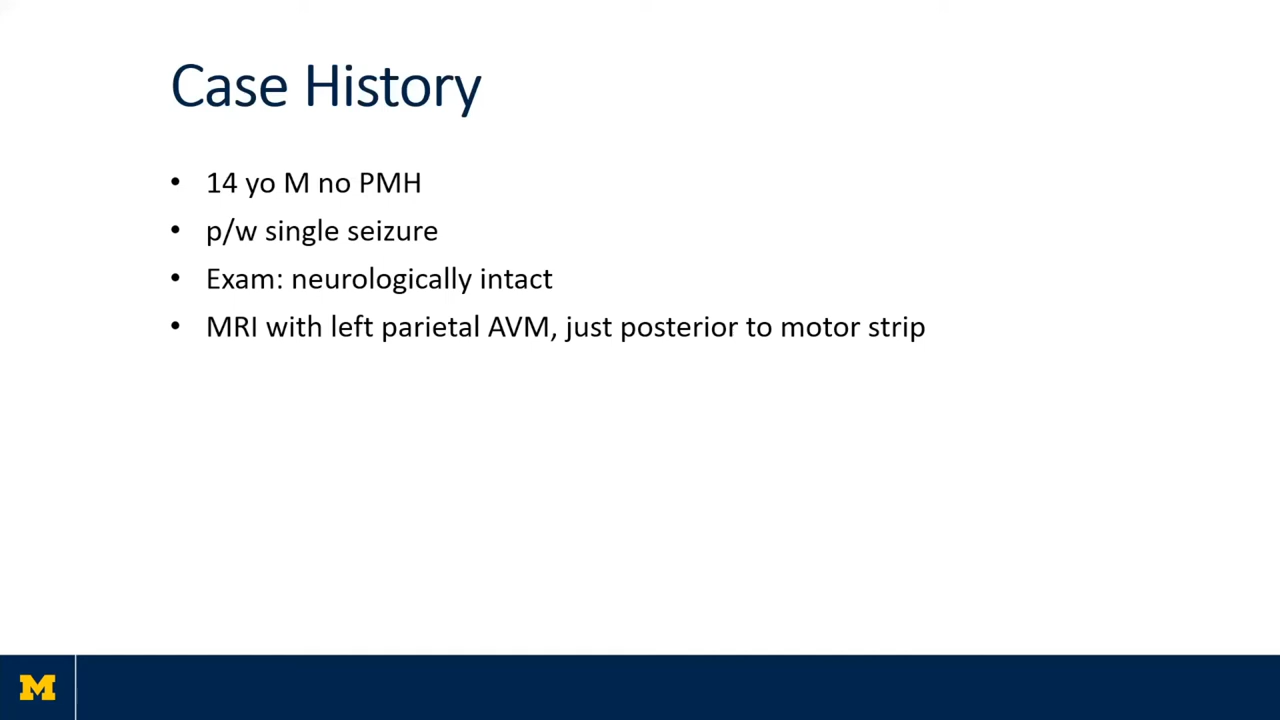 Case History
• 14 yo M no PMH
• p/w single seizure
• Exam: neurologically intact
• MRI with left parietal AVM, just posterior to motor strip
M